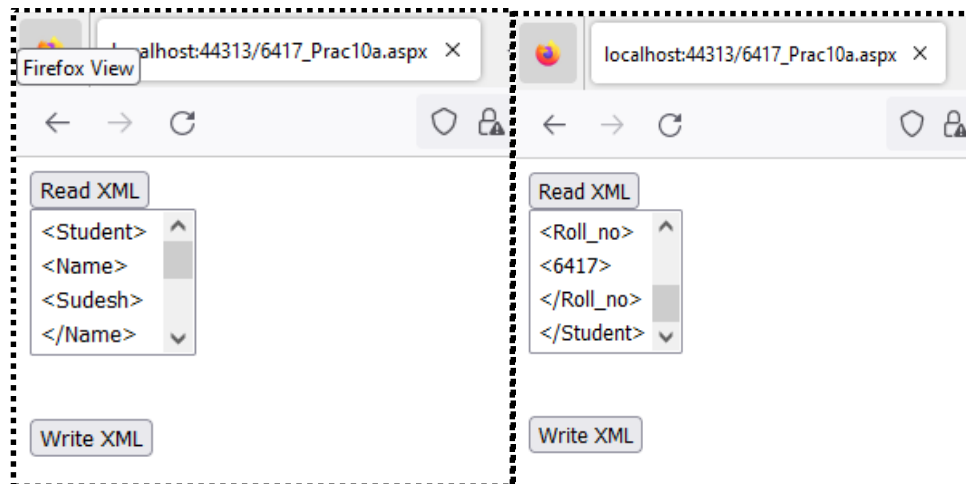 localhost:44313/6417_Prac10a.aspx
Firefox View
Read XML
<Student>
<Name>
<Sudesh>
</Name>
Write XML
localhost:44313/6417_Prac10a.aspx
Read XML
<Roll_no>
<6417>
</Roll_no>
</Student>
Write XML